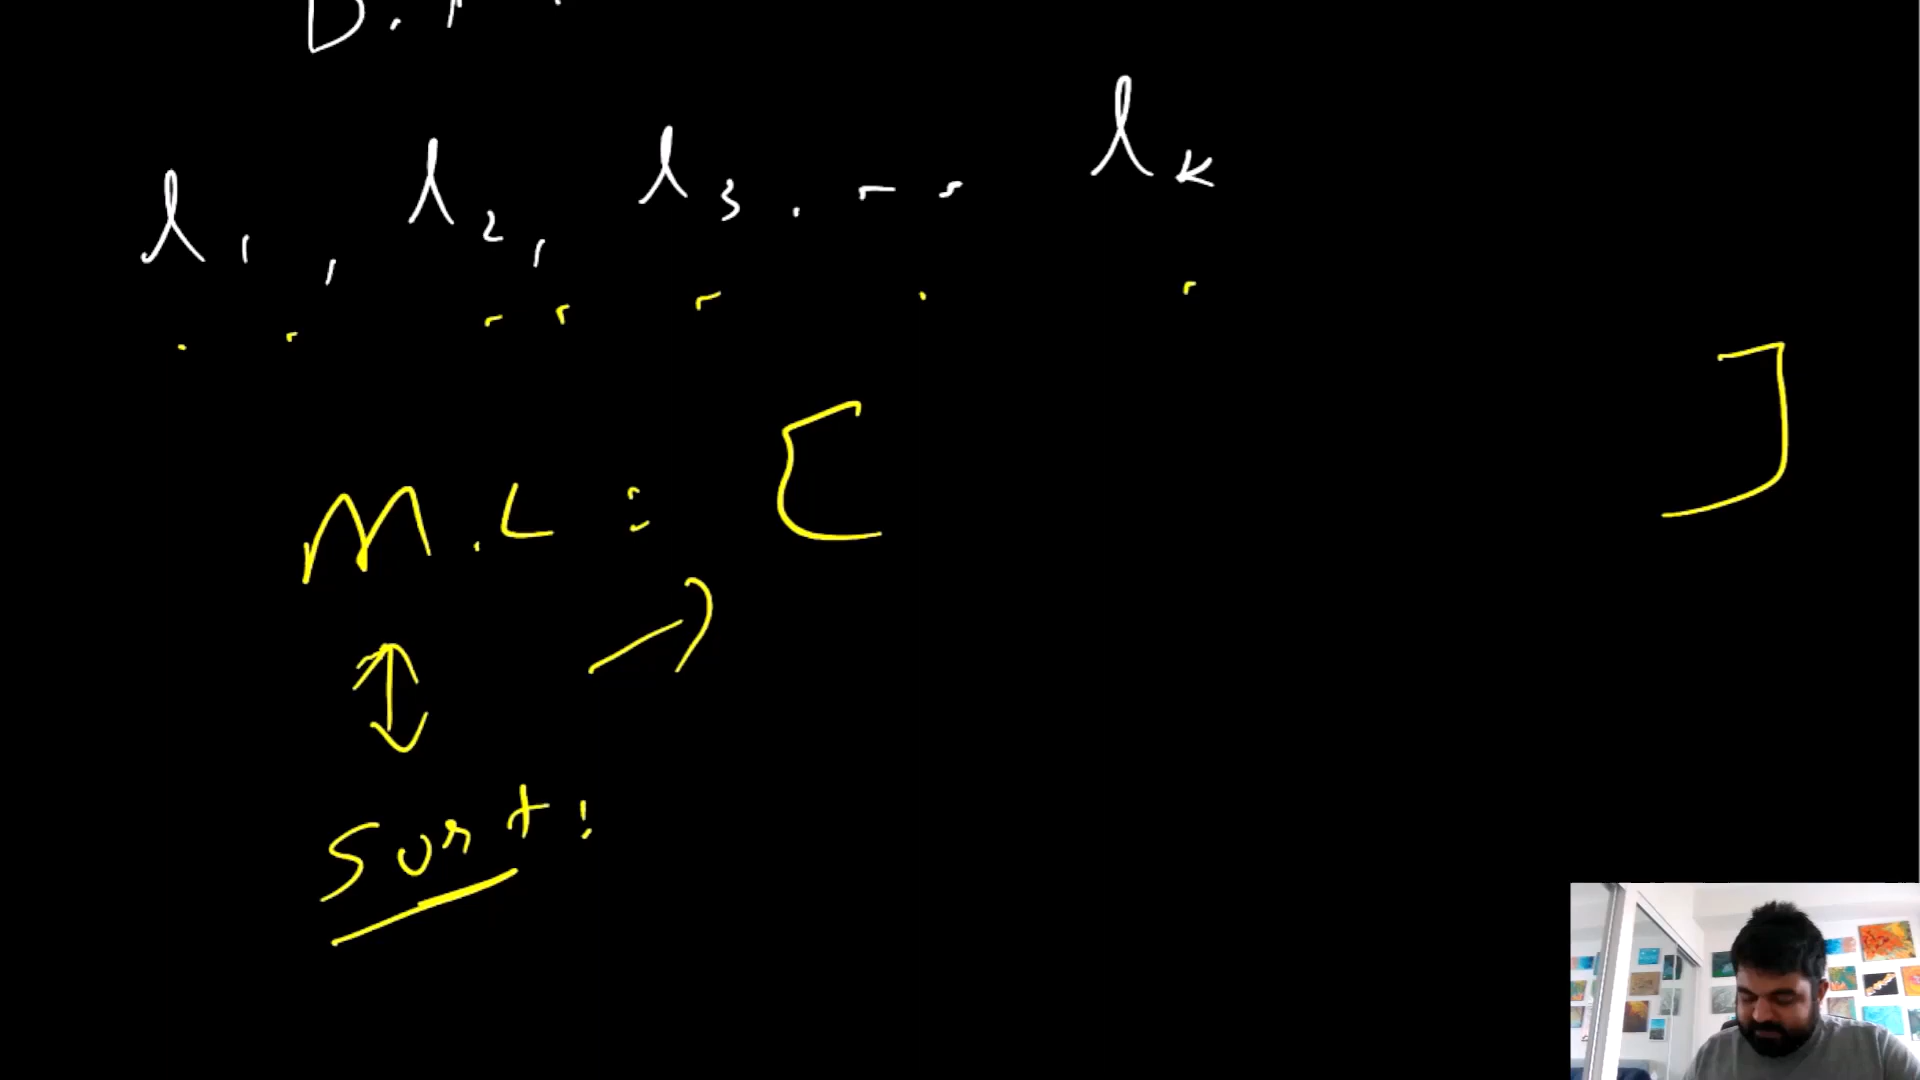 l1, l2, l3. - - lk
M.L : [ ]
Sort!